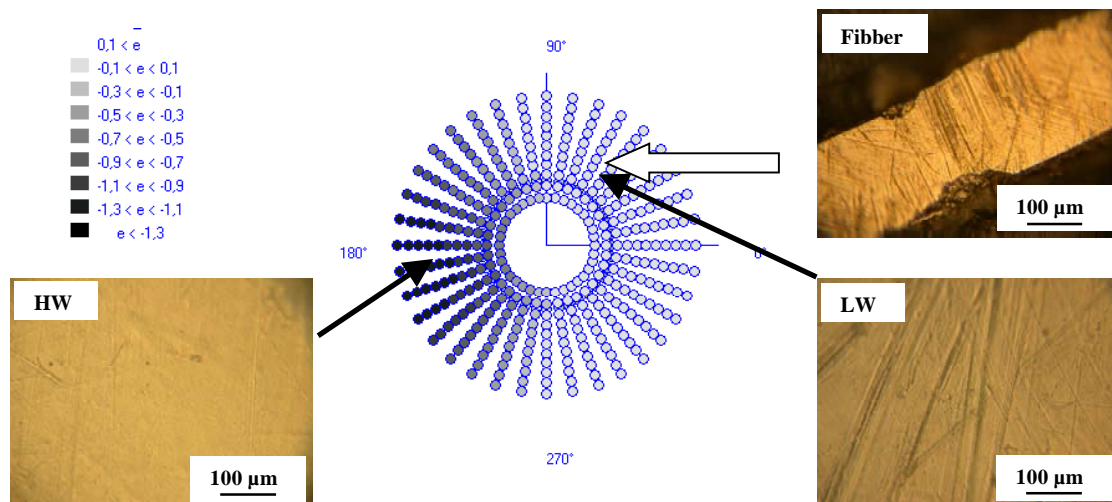 0,1 < e
-0,1 < e < 0,1
-0,3 < e < -0,1
-0,5 < e < -0,3
-0,7 < e < -0,5
-0,9 < e < -0,7
-1,1 < e < -0,9
-1,3 < e < -1,1
e < -1,3
90°
180°
0°
270°
Fibber
100 µm
HW
100 µm
LW
100 µm